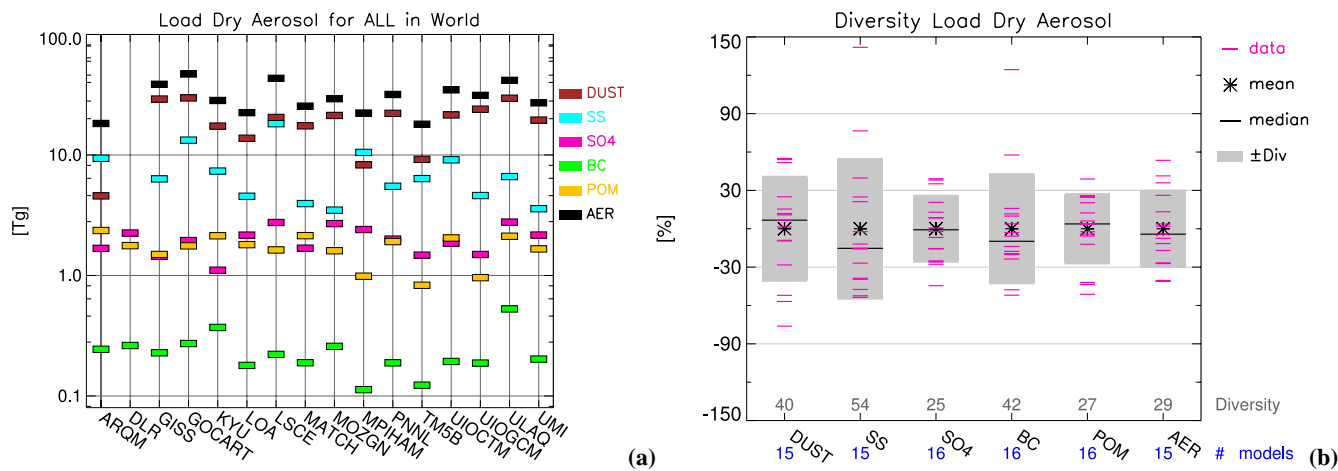 Load Dry Aerosol for ALL in World
[Tg]
100.0
10.0
1.0
0.1
DUST
SS
SO4
BC
POM
AER
ARQM
DLR
GISS
GOCART
KYU
LOA
LSCE
MATCH
MOZGN
MPIHAM
PNNL
TM5B
UIOCTM
UIOGCM
ULAQ
UMI
(a)
Diversity Load Dry Aerosol
[%]
150
90
30
-30
-90
-150
data
mean
median
±Div
40 54 25 42 27 29 Diversity
DUST SS SO4 BC POM AER
15 15 16 16 16 15 # models
(b)